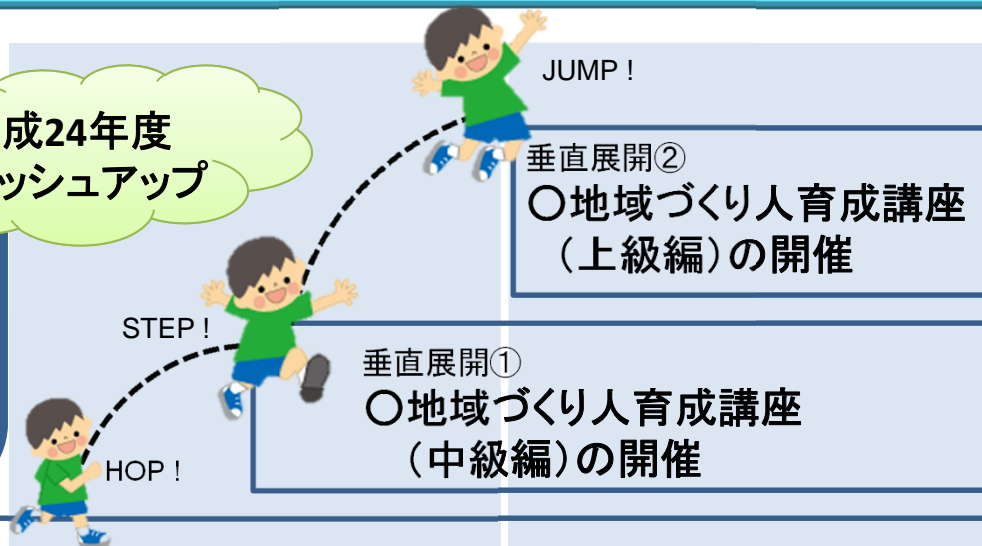 JUMP！
成24年度
ッシュアップ
垂直展開②
〇地域づくり人育成講座
（上級編）の開催
STEP！
垂直展開①
〇地域づくり人育成講座
（中級編）の開催
HOP！